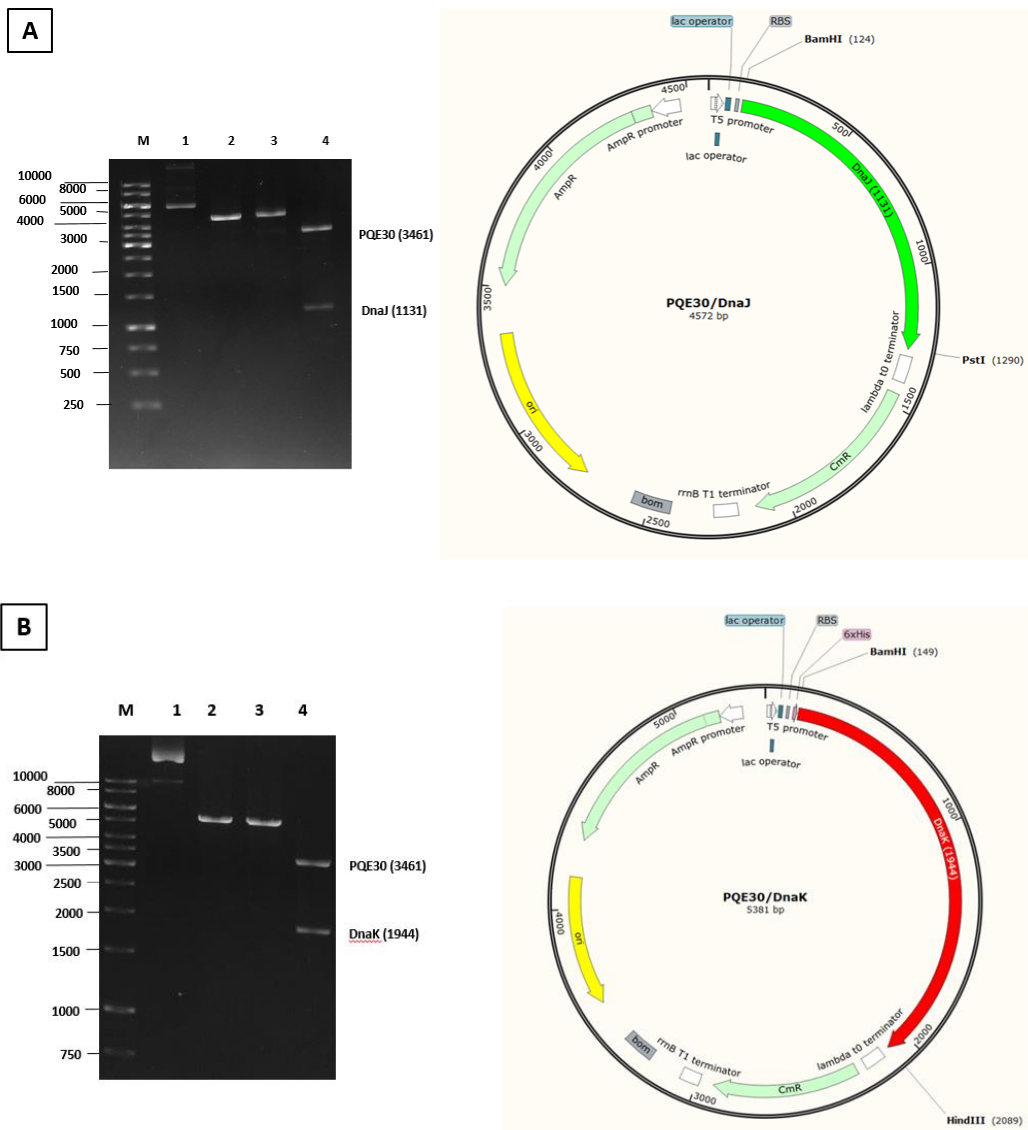 A
M 1 2 3 4
10000
8000
6000
5000
4000
3000
2000
1500
1000
750
500
250
PQE30 (3461)
DnaJ (1131)
lac operator
RBS
BamHI (124)
4500
T5 promoter
AmpR promoter
lac operator
500
4000
AmpR
DnaJ (1131)
1000
3500
PQE30/DnaJ
4572 bp
lambda t0 terminator
PstI (1290)
1500
ori
3000
CmR
rrnB T1 terminator
2000
bom
2500
B
M 1 2 3 4
10000
8000
6000
5000
4000
3500
3000
2500
2000
1500
1000
750
PQE30 (3461)
DnaK (1944)
lac operator
RBS
6xHis
BamHI (149)
5000
T5 promoter
AmpR promoter
lac operator
AmpR
1000
DnaK (1944)
PQE30/DnaK
5381 bp
4000
ori
lambda t0 terminator
2000
bom
rrnB T1 terminator
CmR
3000
HindIII (2089)